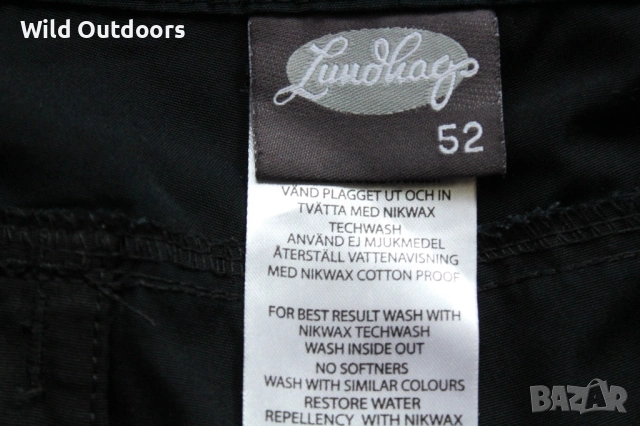 Wild Outdoors
Lundhags
52
VÄND PLAGGET UT OCH IN
TVÄTTA MED NIKWAX
TECHWASH
ANVÄND EJ MJUKMEDEL
ÅTERSTÄLL VATTENAVISNING
MED NIKWAX COTTON PROOF
FOR BEST RESULT WASH WITH
NIKWAX TECHWASH
WASH INSIDE OUT
NO SOFTNERS
WASH WITH SIMILAR COLOURS
RESTORE WATER
REPELLENCY WITH NIKWAX
BAZAR